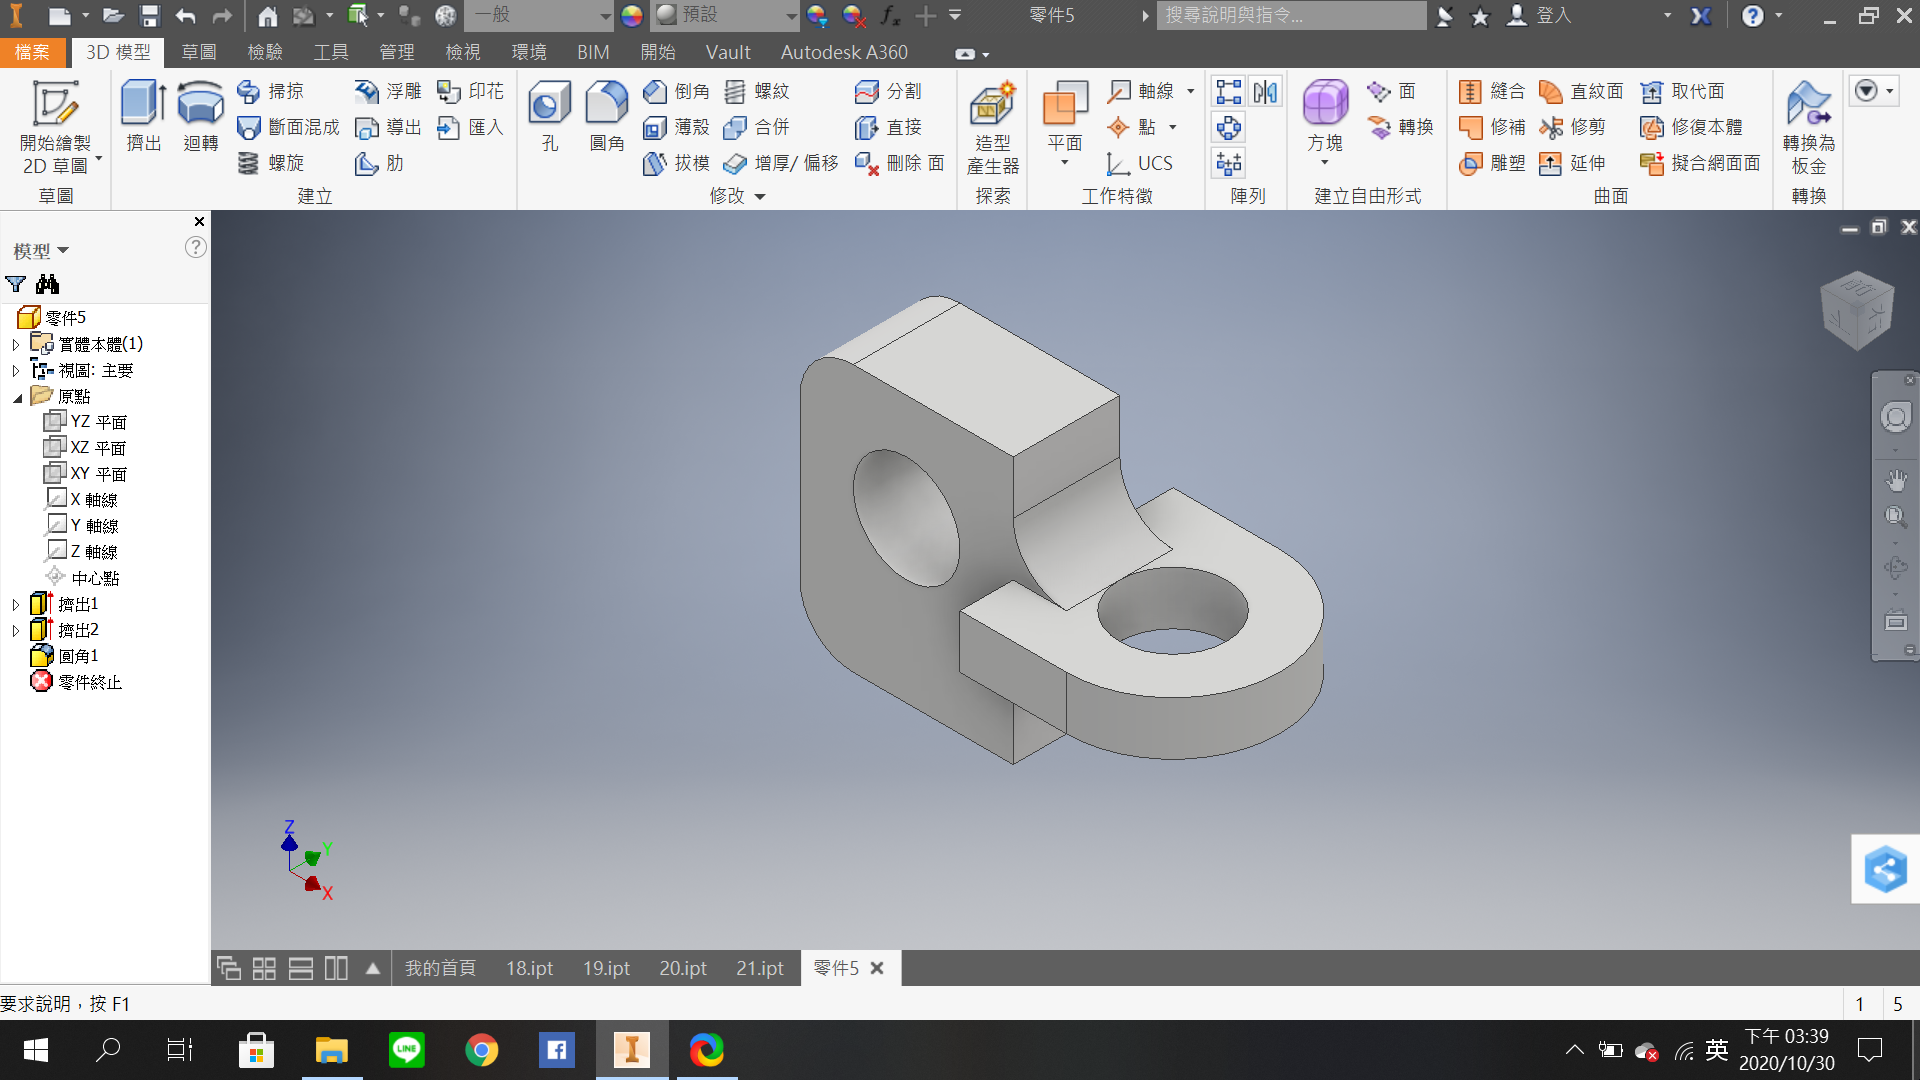 一般
預設
零件5
搜尋說明與指令...
登入
檔案
3D 模型
草圖
檢驗
工具
管理
檢視
環境
BIM
開始
Vault
Autodesk A360
開始繪製
2D 草圖
草圖
擠出
迴轉
掃掠
斷面混成
螺旋
浮雕
導出
肋
印花
匯入
建立
孔
圓角
倒角
薄殼
拔模
螺紋
合併
增厚/ 偏移
分割
直接
刪除 面
修改
造型
產生器
探索
平面
軸線
點
UCS
工作特徵
陣列
方塊
面
轉換
建立自由形式
縫合
修補
雕塑
直紋面
修剪
延伸
取代面
修復本體
擬合網面面
曲面
轉換為
板金
轉換
模型
零件5
實體本體(1)
視圖: 主要
原點
YZ 平面
XZ 平面
XY 平面
X 軸線
Y 軸線
Z 軸線
中心點
擠出1
擠出2
圓角1
零件終止
Z
Y
X
我的首頁
18.ipt
19.ipt
20.ipt
21.ipt
零件5
要求說明，按 F1
1
5
LINE
英
下午 03:39
2020/10/30